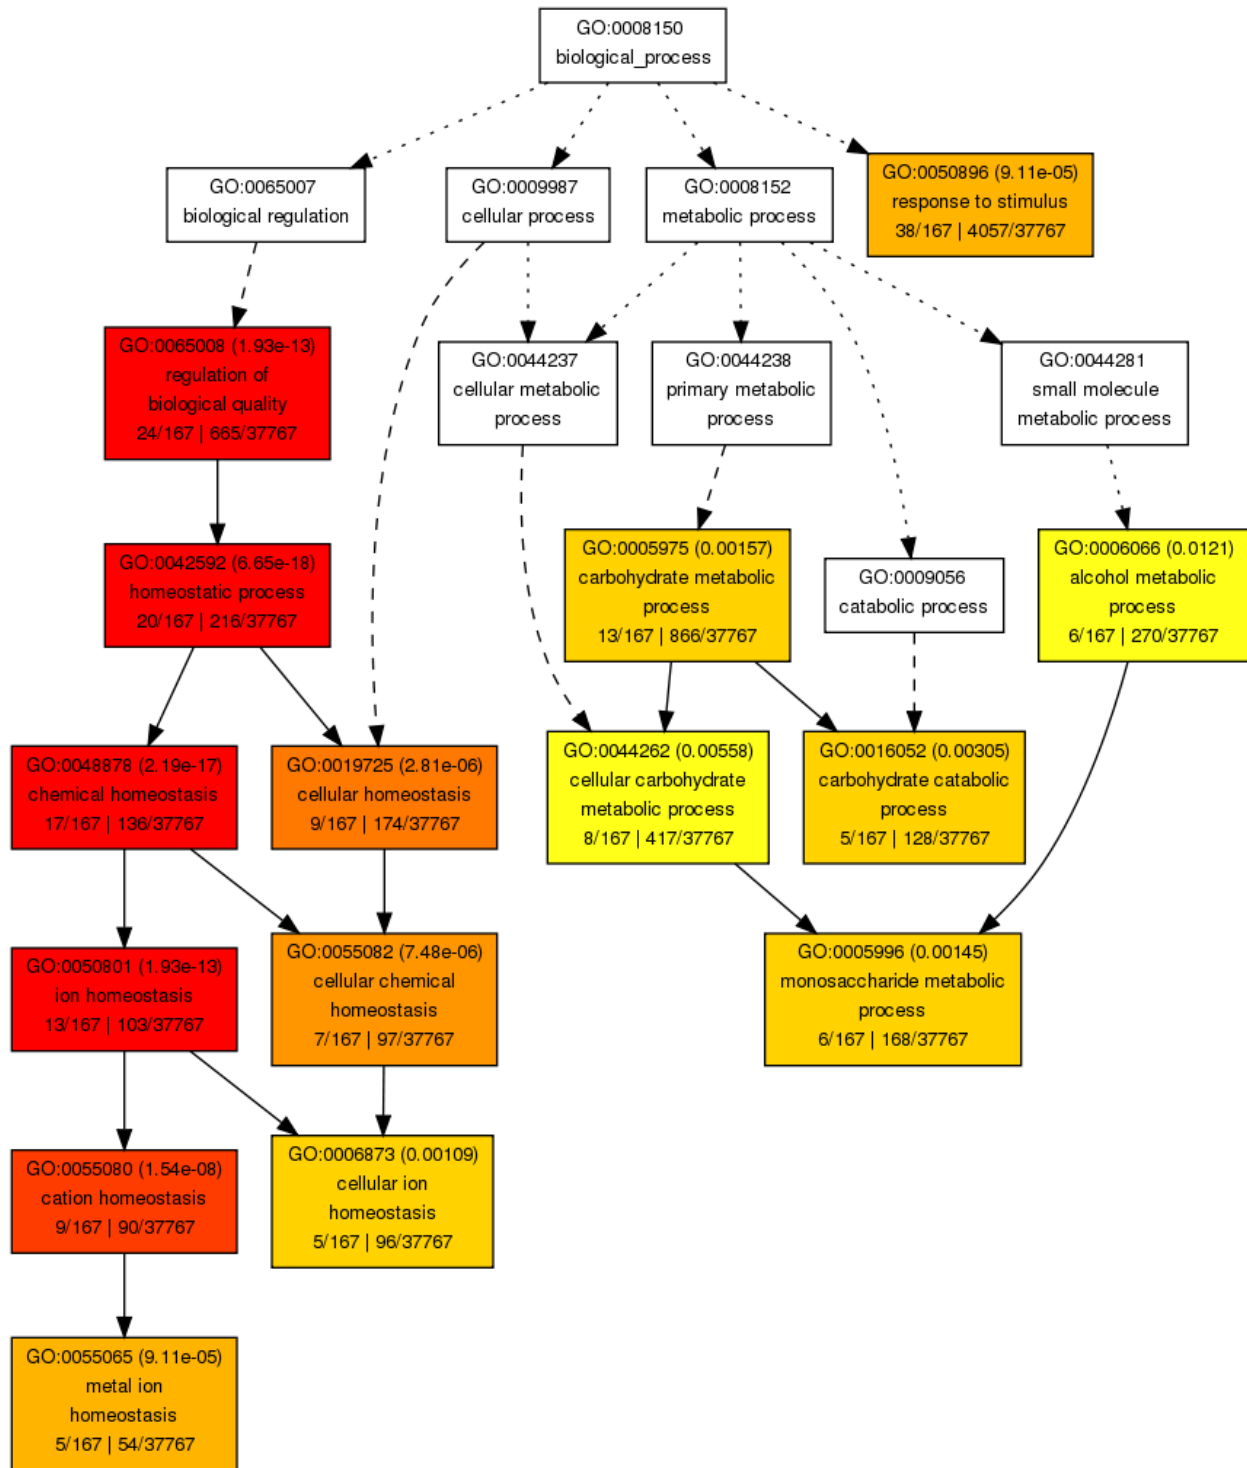 GO:0008150
biological_process
GO:0065007
biological regulation
GO:0009987
cellular process
GO:0008152
metabolic process
GO:0050896 (9.11e-05)
response to stimulus
38/167 | 4057/37767
GO:0065008 (1.93e-13)
regulation of
biological quality
24/167 | 665/37767
GO:0044237
cellular metabolic
process
GO:0044238
primary metabolic
process
GO:0044281
small molecule
metabolic process
GO:0042592 (6.65e-18)
homeostatic process
20/167 | 216/37767
GO:0005975 (0.00157)
carbohydrate metabolic
process
13/167 | 866/37767
GO:0009056
catabolic process
GO:0006066 (0.0121)
alcohol metabolic
process
6/167 | 270/37767
GO:0048878 (2.19e-17)
chemical homeostasis
17/167 | 136/37767
GO:0019725 (2.81e-06)
cellular homeostasis
9/167 | 174/37767
GO:0044262 (0.00558)
cellular carbohydrate
metabolic process
8/167 | 417/37767
GO:0016052 (0.00305)
carbohydrate catabolic
process
5/167 | 128/37767
GO:0050801 (1.93e-13)
ion homeostasis
13/167 | 103/37767
GO:0055082 (7.48e-06)
cellular chemical
homeostasis
7/167 | 97/37767
GO:0005996 (0.00145)
monosaccharide metabolic
process
6/167 | 168/37767
GO:0055080 (1.54e-08)
cation homeostasis
9/167 | 90/37767
GO:0006873 (0.00109)
cellular ion
homeostasis
5/167 | 96/37767
GO:0055065 (9.11e-05)
metal ion
homeostasis
5/167 | 54/37767